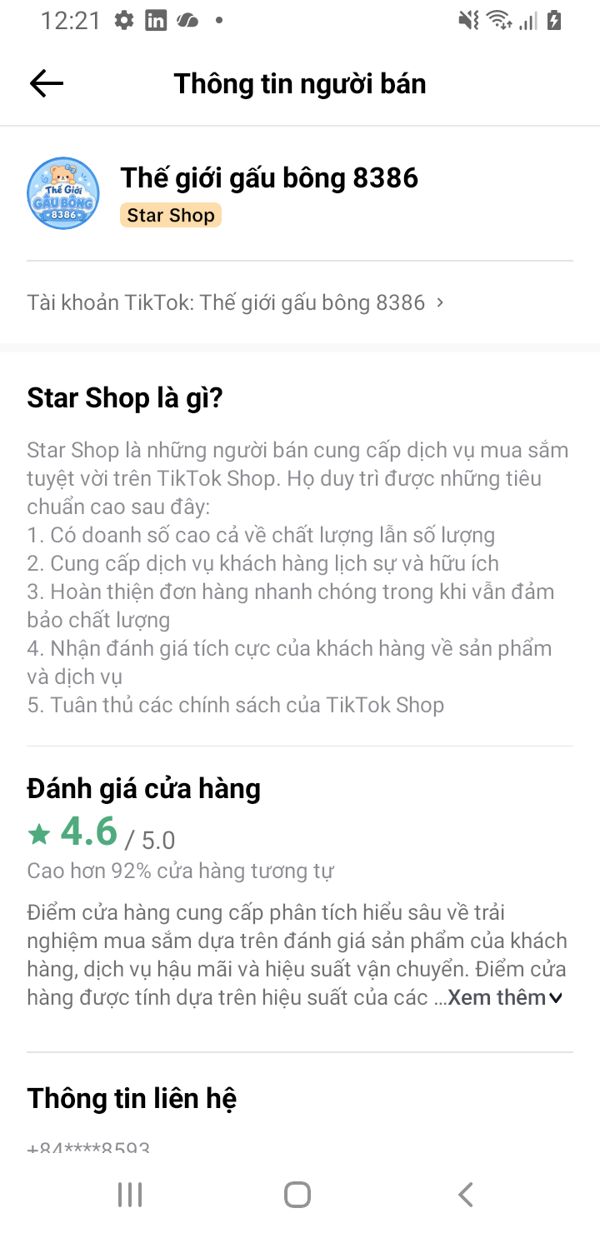 12:21
Thông tin người bán
Thế Giới
GẤU BÔNG
8386
Thế giới gấu bông 8386
Star Shop
Tài khoản TikTok: Thế giới gấu bông 8386 >
Star Shop là gì?
Star Shop là những người bán cung cấp dịch vụ mua sắm
tuyệt vời trên TikTok Shop. Họ duy trì được những tiêu
chuẩn cao sau đây:
1. Có doanh số cao cả về chất lượng lẫn số lượng
2. Cung cấp dịch vụ khách hàng lịch sự và hữu ích
3. Hoàn thiện đơn hàng nhanh chóng trong khi vẫn đảm
bảo chất lượng
4. Nhận đánh giá tích cực của khách hàng về sản phẩm
và dịch vụ
5. Tuân thủ các chính sách của TikTok Shop
Đánh giá cửa hàng
4.6 / 5.0
Cao hơn 92% cửa hàng tương tự
Điểm cửa hàng cung cấp phân tích hiểu sâu về trải
nghiệm mua sắm dựa trên đánh giá sản phẩm của khách
hàng, dịch vụ hậu mãi và hiệu suất vận chuyển. Điểm cửa
hàng được tính dựa trên hiệu suất của các ...Xem thêm
Thông tin liên hệ
+84****8593